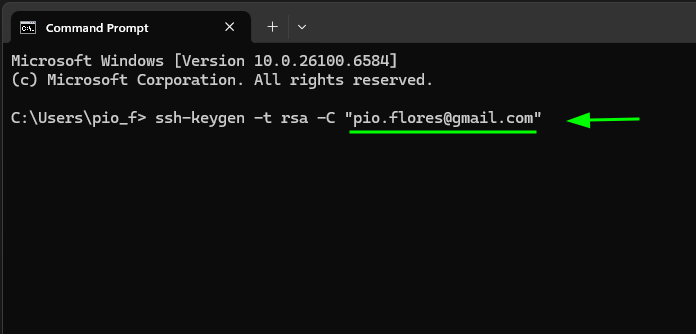 Command Prompt
Microsoft Windows [Version 10.0.26100.6584]
(c) Microsoft Corporation. All rights reserved.
C:\Users\pio_f> ssh-keygen -t rsa -C "pio.flores@gmail.com"